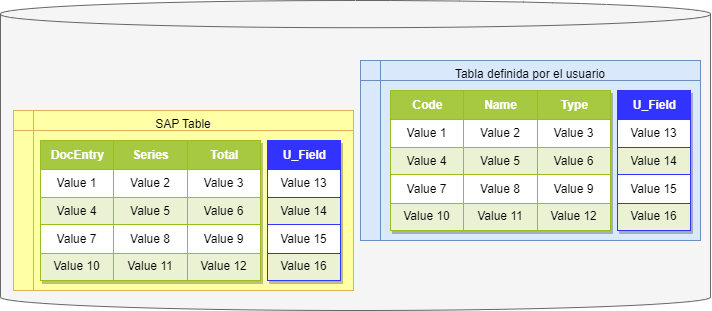 SAP Table
DocEntry Series Total U_Field
Value 1 Value 2 Value 3 Value 13
Value 4 Value 5 Value 6 Value 14
Value 7 Value 8 Value 9 Value 15
Value 10 Value 11 Value 12 Value 16
Tabla definida por el usuario
Code Name Type U_Field
Value 1 Value 2 Value 3 Value 13
Value 4 Value 5 Value 6 Value 14
Value 7 Value 8 Value 9 Value 15
Value 10 Value 11 Value 12 Value 16